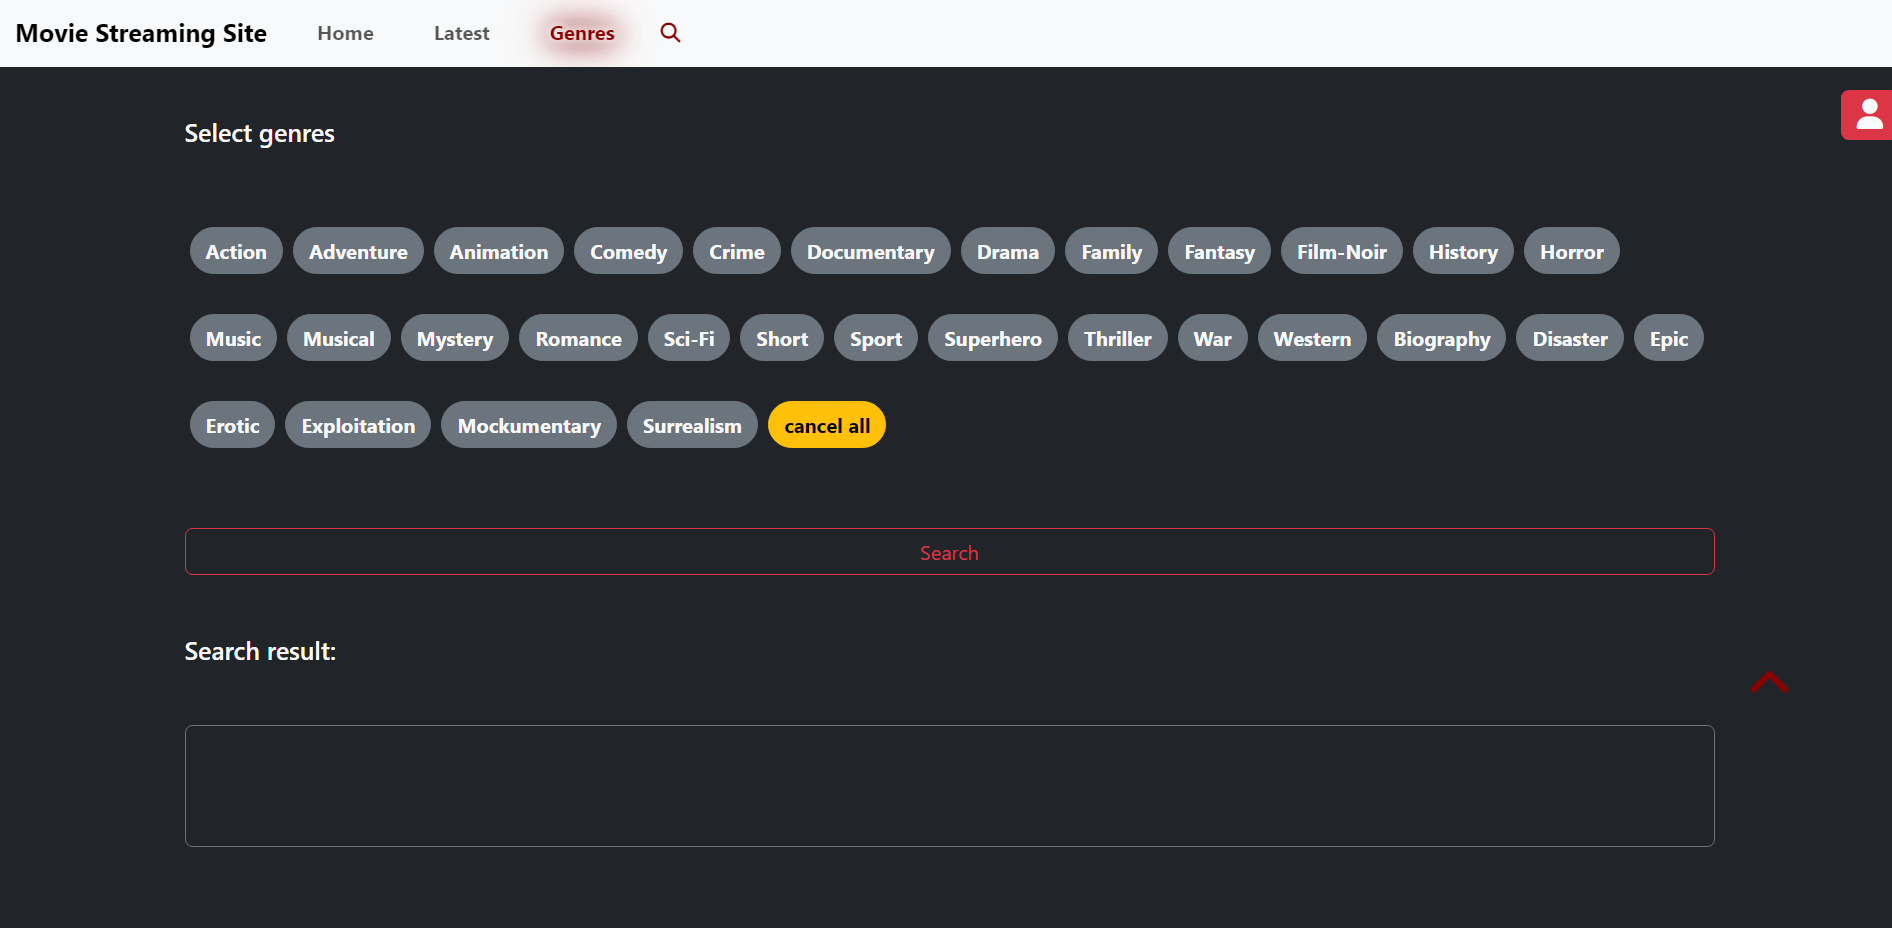 Movie Streaming Site Home Latest Genres
Select genres
Action Adventure Animation Comedy Crime Documentary Drama Family Fantasy Film-Noir History Horror
Music Musical Mystery Romance Sci-Fi Short Sport Superhero Thriller War Western Biography Disaster Epic
Erotic Exploitation Mockumentary Surrealism cancel all
Search
Search result: